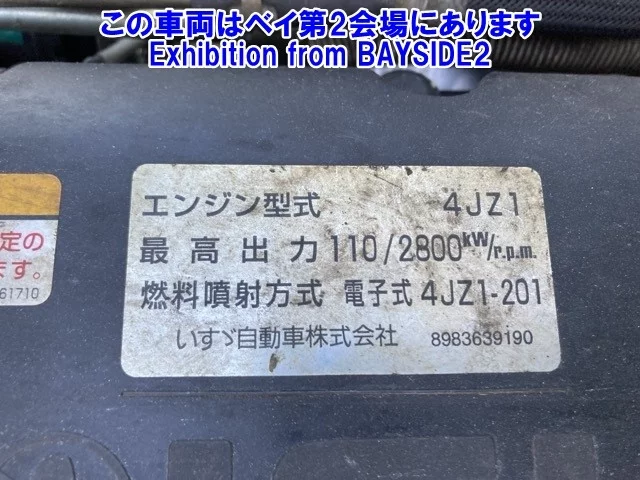 この車両はベイ第2会場にあります
Exhibition from BAYSIDE2
エンジン型式 4JZ1
最高出力 110/2800kW/r.p.m.
燃料噴射方式 電子式 4JZ1-201
いすゞ自動車株式会社 8983639190
定の
ます。
61710